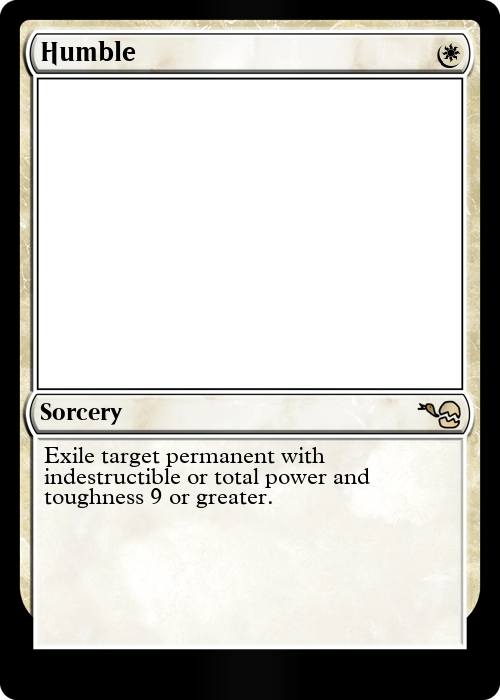 Humble
Sorcery
Exile target permanent with
indestructible or total power and
toughness 9 or greater.